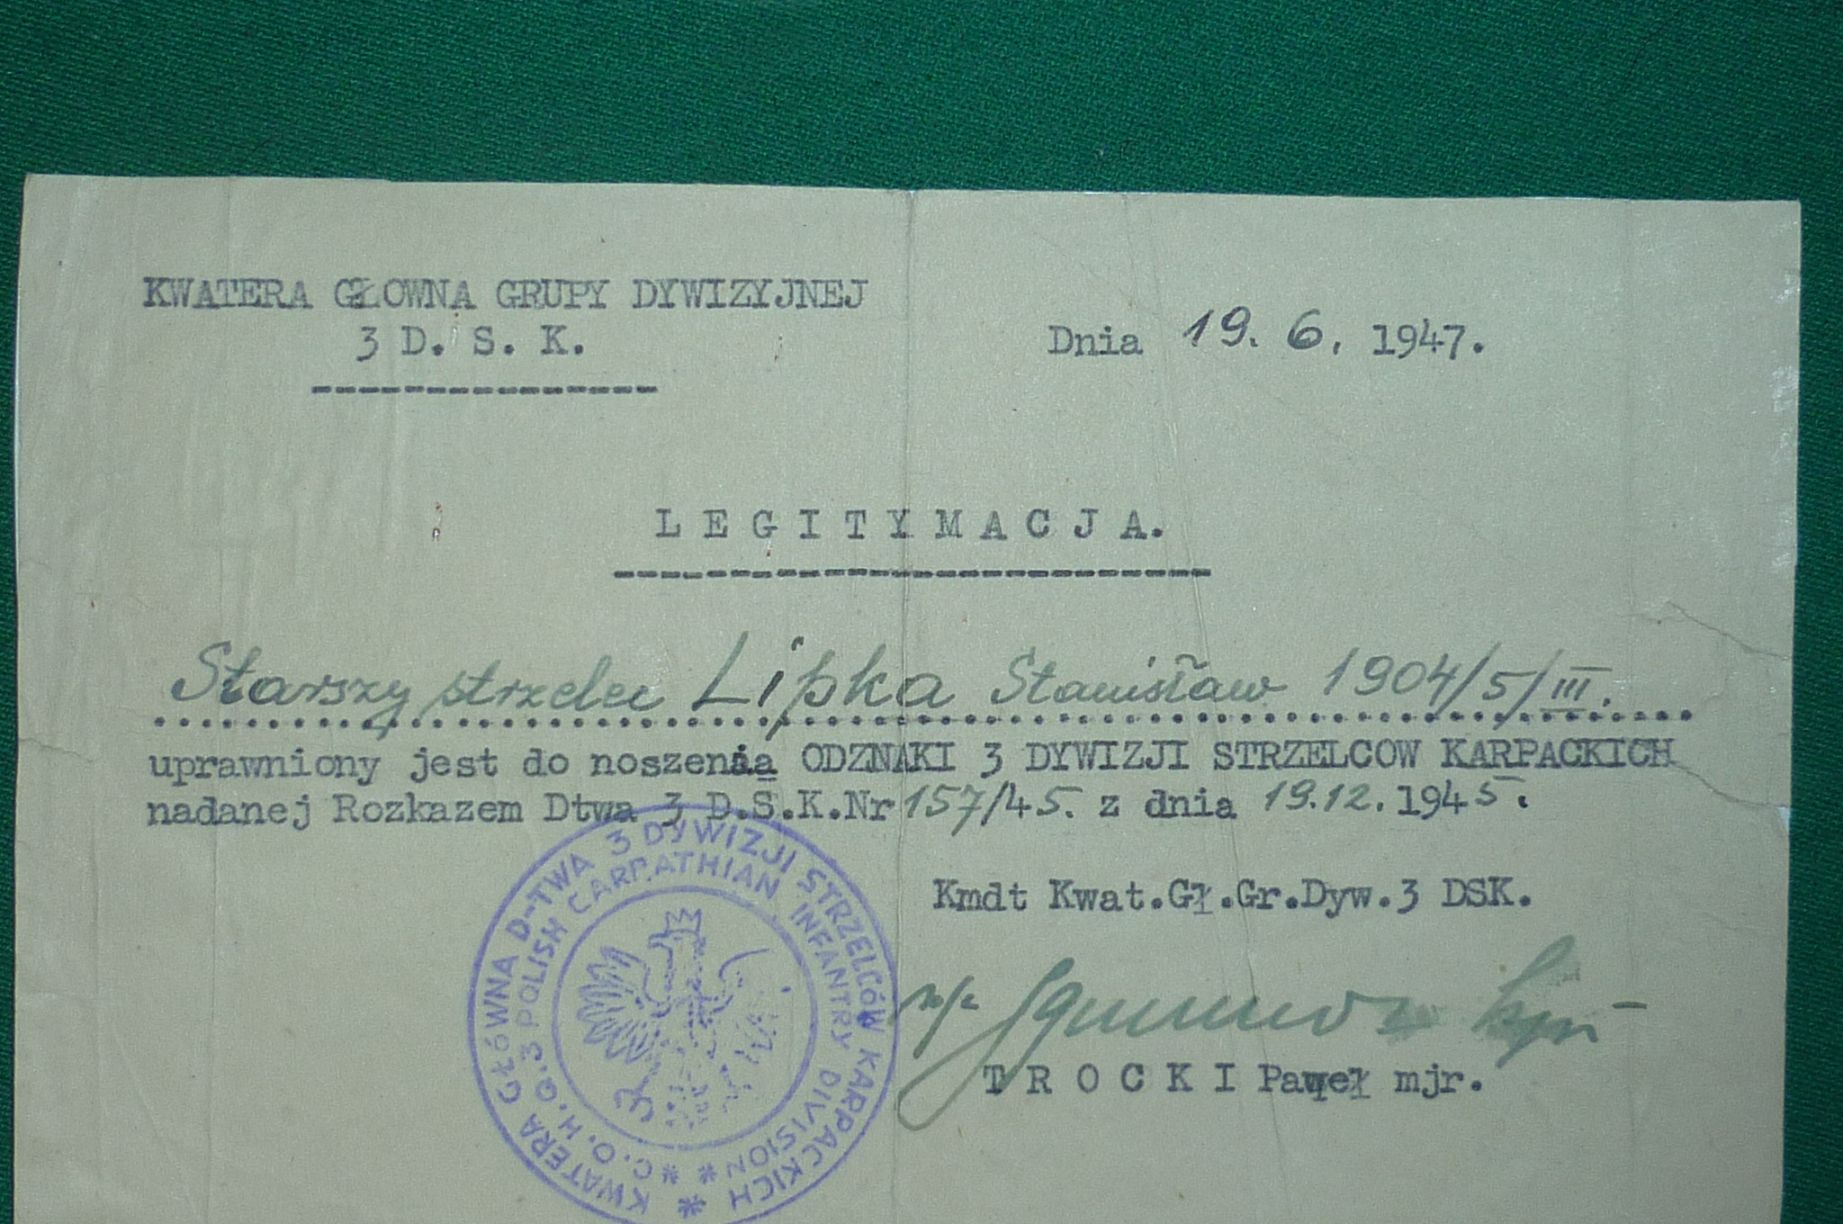 KWATERA GŁOWNA GRUPY DYWIZYJNEJ
3 D. S. K.
Dnia 19. 6. 1947.
LEGITYMACJA.
Starszy strzelec Lipka Stanisław 1904/5/III.
uprawniony jest do noszenia ODZNAKI 3 DYWIZJI STRZELCOW KARPACKICH
nadanej Rozkazem Dtwa 3 D.S.K.Nr 157/45. z dnia 19.12.1945.
Kmdt Kwat.Gł.Gr.Dyw.3 DSK.
TROCKI Paweł mjr.
KWATERA GŁÓWNA D-TWA 3 DYWIZJI STRZELCÓW KARPACKICH *
C.O.H.Q.3 POLISH CARPATHIAN INFANTRY DIVISION * *